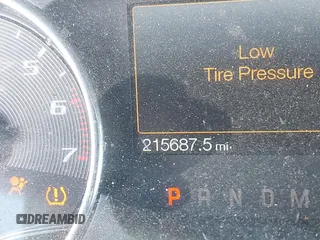 Low
Tire Pressure
5
6
7
215687.5 mi
P R N D M
DREAMBID